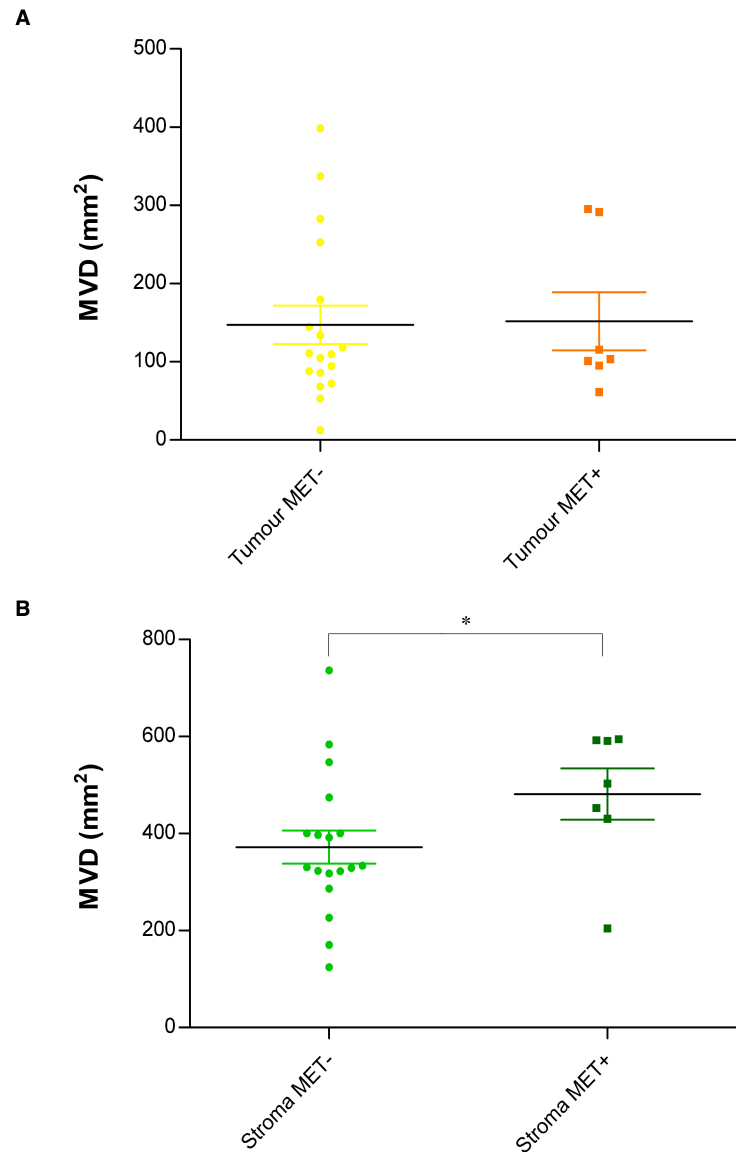 A
500
400
300
200
100
0
MVD (mm²)
Tumour MET-
Tumour MET+
B
*
800
600
400
200
0
MVD (mm²)
Stroma MET-
Stroma MET+